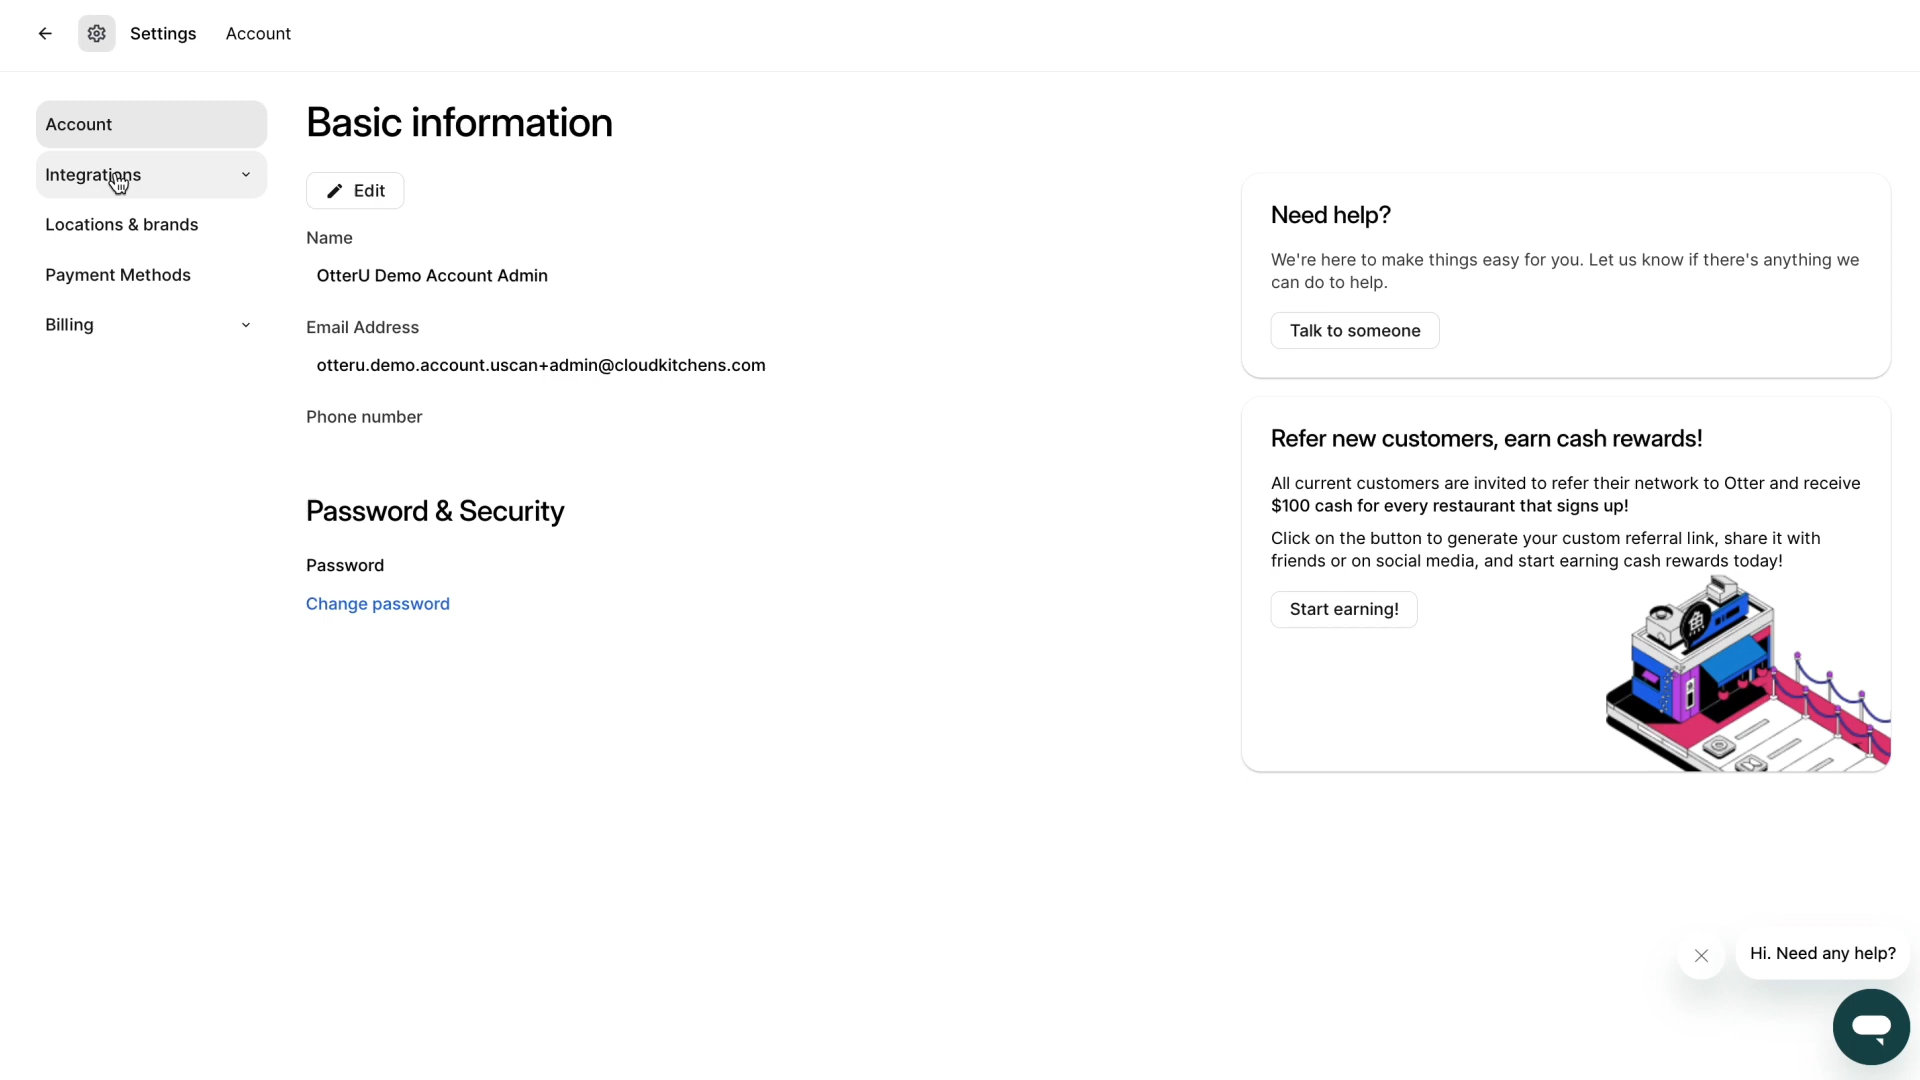 Settings
Account
Account
Integrations
Locations & brands
Payment Methods
Billing
Basic information
Edit
Name
OtterU Demo Account Admin
Email Address
otteru.demo.account.uscan+admin@cloudkitchens.com
Phone number
Password & Security
Password
Change password
Need help?
We're here to make things easy for you. Let us know if there's anything we
can do to help.
Talk to someone
Refer new customers, earn cash rewards!
All current customers are invited to refer their network to Otter and receive
$100 cash for every restaurant that signs up!
Click on the button to generate your custom referral link, share it with
friends or on social media, and start earning cash rewards today!
Start earning!
Hi. Need any help?